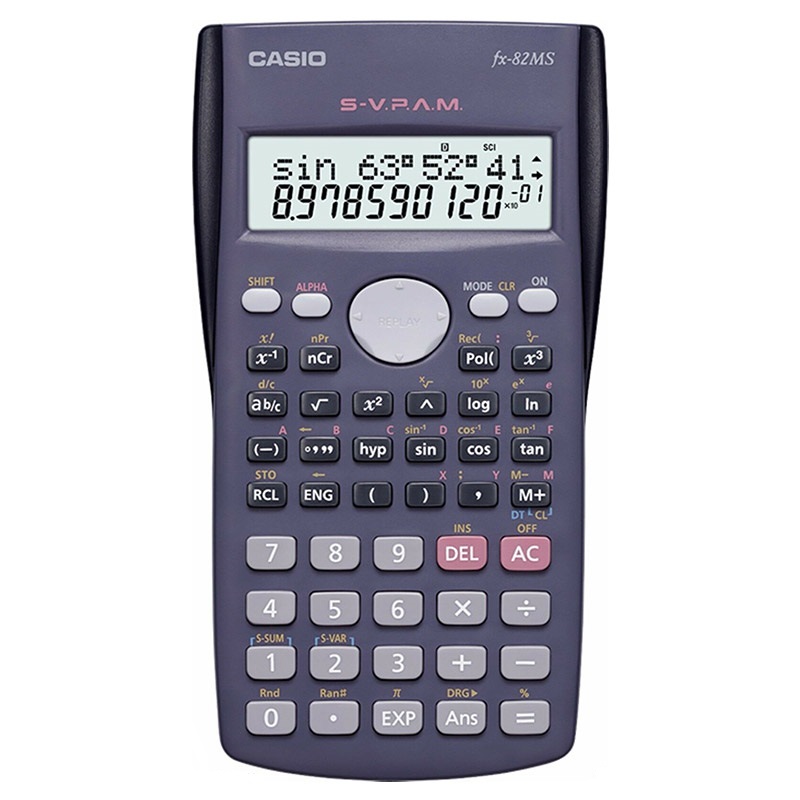 CASIO fx-82MS
S-V.P.A.M.
D SCI
sin 63°52°41
8.978590120 ×10 -01
SHIFT ALPHA MODE CLR ON
REPLAY
x! nPr Rec( : ³√
x⁻¹ nCr Pol( x³
d/c ˣ√ 10ˣ eˣ e
ab/c √ x² ^ log ln
A ← B C sin⁻¹ D cos⁻¹ E tan⁻¹ F
(−) °,,, hyp sin cos tan
STO ← X ; Y M− M
RCL ENG ( ) , M+
DT CL
INS OFF
7 8 9 DEL AC
4 5 6 × ÷
S-SUM S-VAR
1 2 3 + −
Rnd Ran# π DRG▶ %
0 . EXP Ans =